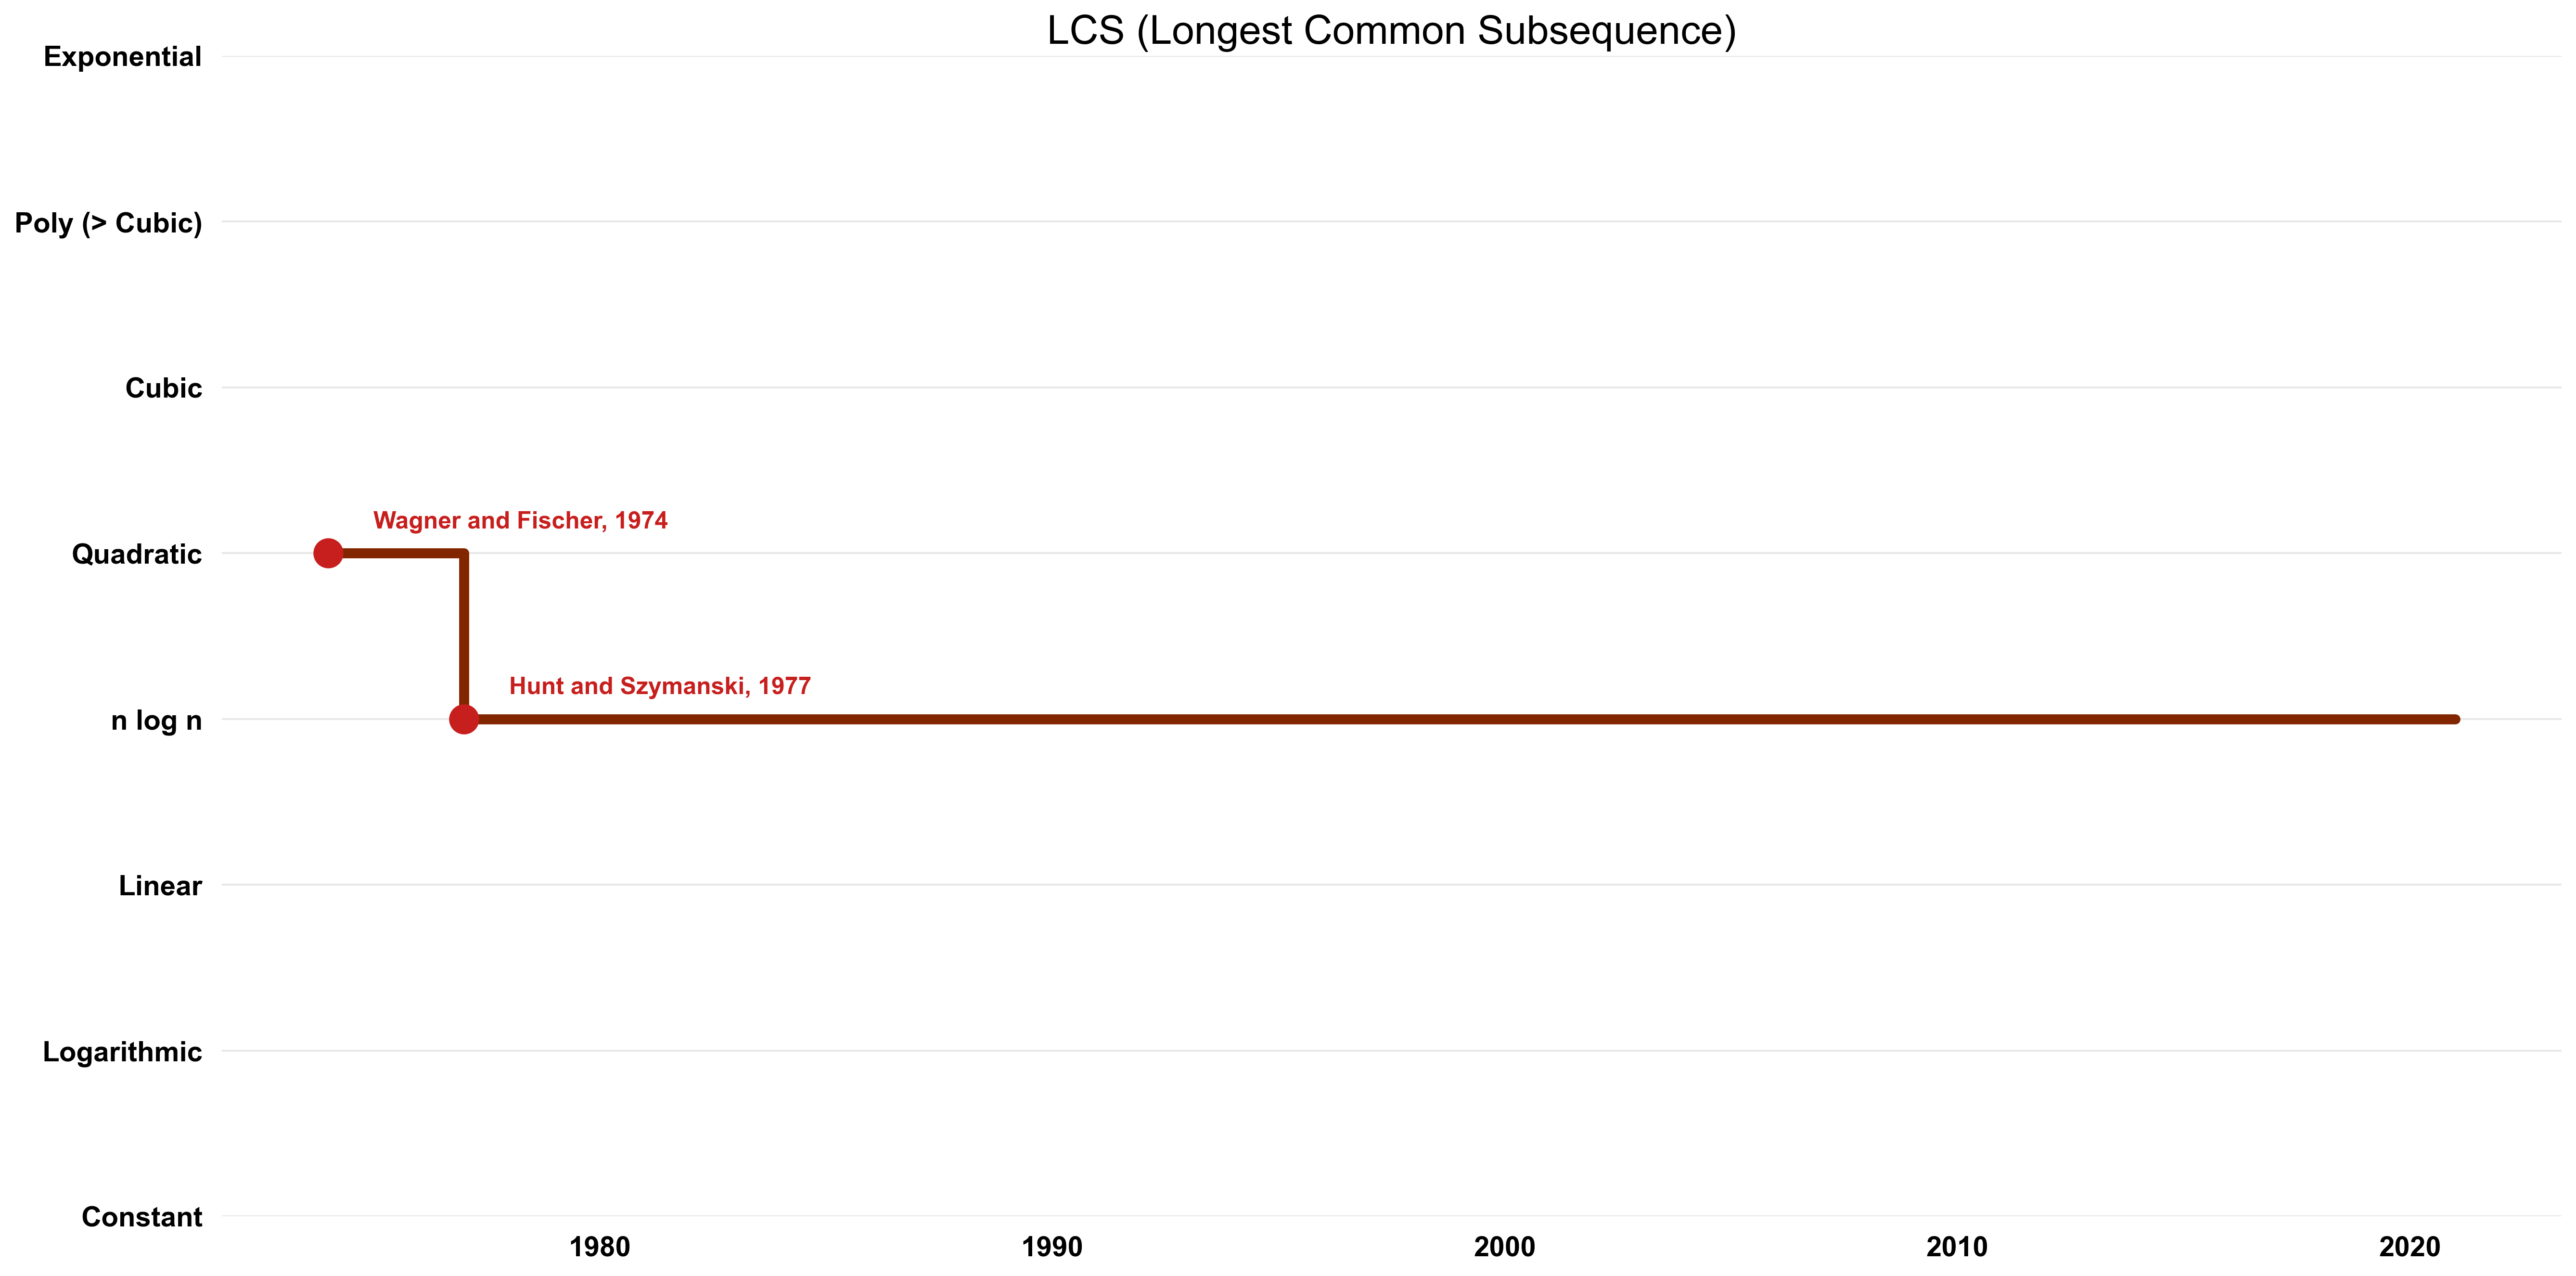 LCS (Longest Common Subsequence)
Exponential
Poly (> Cubic)
Cubic
Wagner and Fischer, 1974
Quadratic
Hunt and Szymanski, 1977
n log n
Linear
Logarithmic
Constant
1980 1990 2000 2010 2020